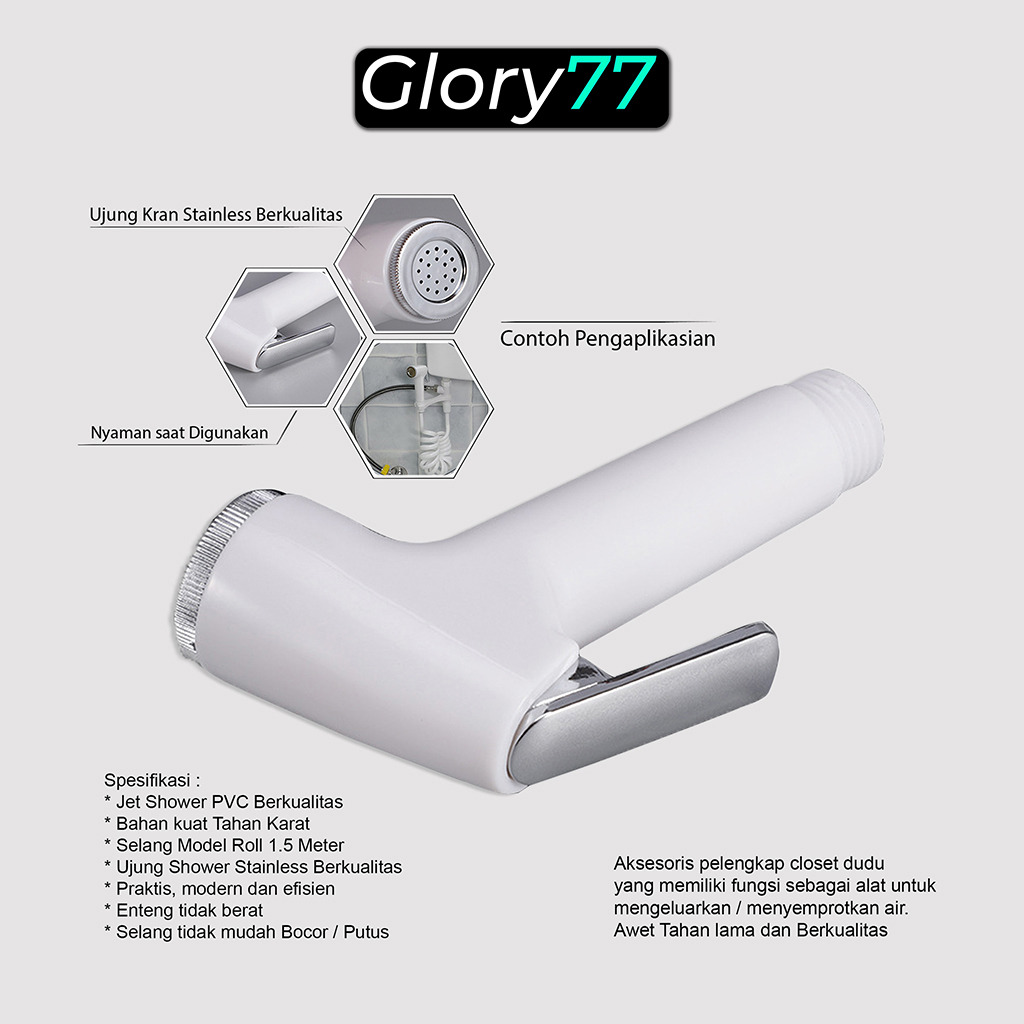 Glory77
Ujung Kran Stainless Berkualitas
Contoh Pengaplikasian
Nyaman saat Digunakan
Spesifikasi :
* Jet Shower PVC Berkualitas
* Bahan kuat Tahan Karat
* Selang Model Roll 1.5 Meter
* Ujung Shower Stainless Berkualitas
* Praktis, modern dan efisien
* Enteng tidak berat
* Selang tidak mudah Bocor / Putus
Aksesoris pelengkap closet dudu
yang memiliki fungsi sebagai alat untuk
mengeluarkan / menyemprotkan air.
Awet Tahan lama dan Berkualitas